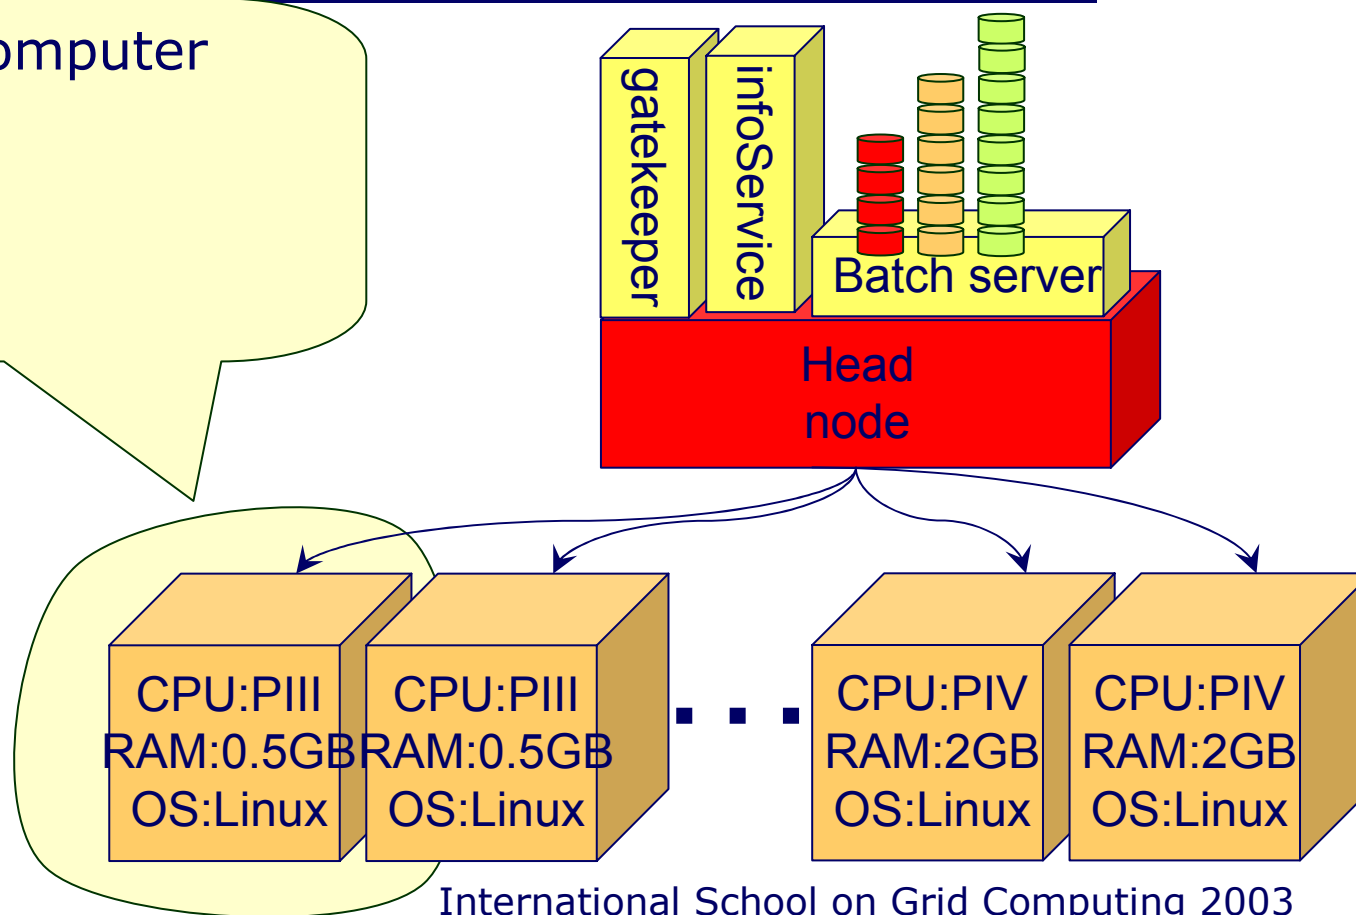 omputer
gatekeeper
infoService
Batch server
Head
node
CPU:PIII
RAM:0.5GB
OS:Linux
CPU:PIII
RAM:0.5GB
OS:Linux
. . .
CPU:PIV
RAM:2GB
OS:Linux
CPU:PIV
RAM:2GB
OS:Linux
International School on Grid Computing 2003